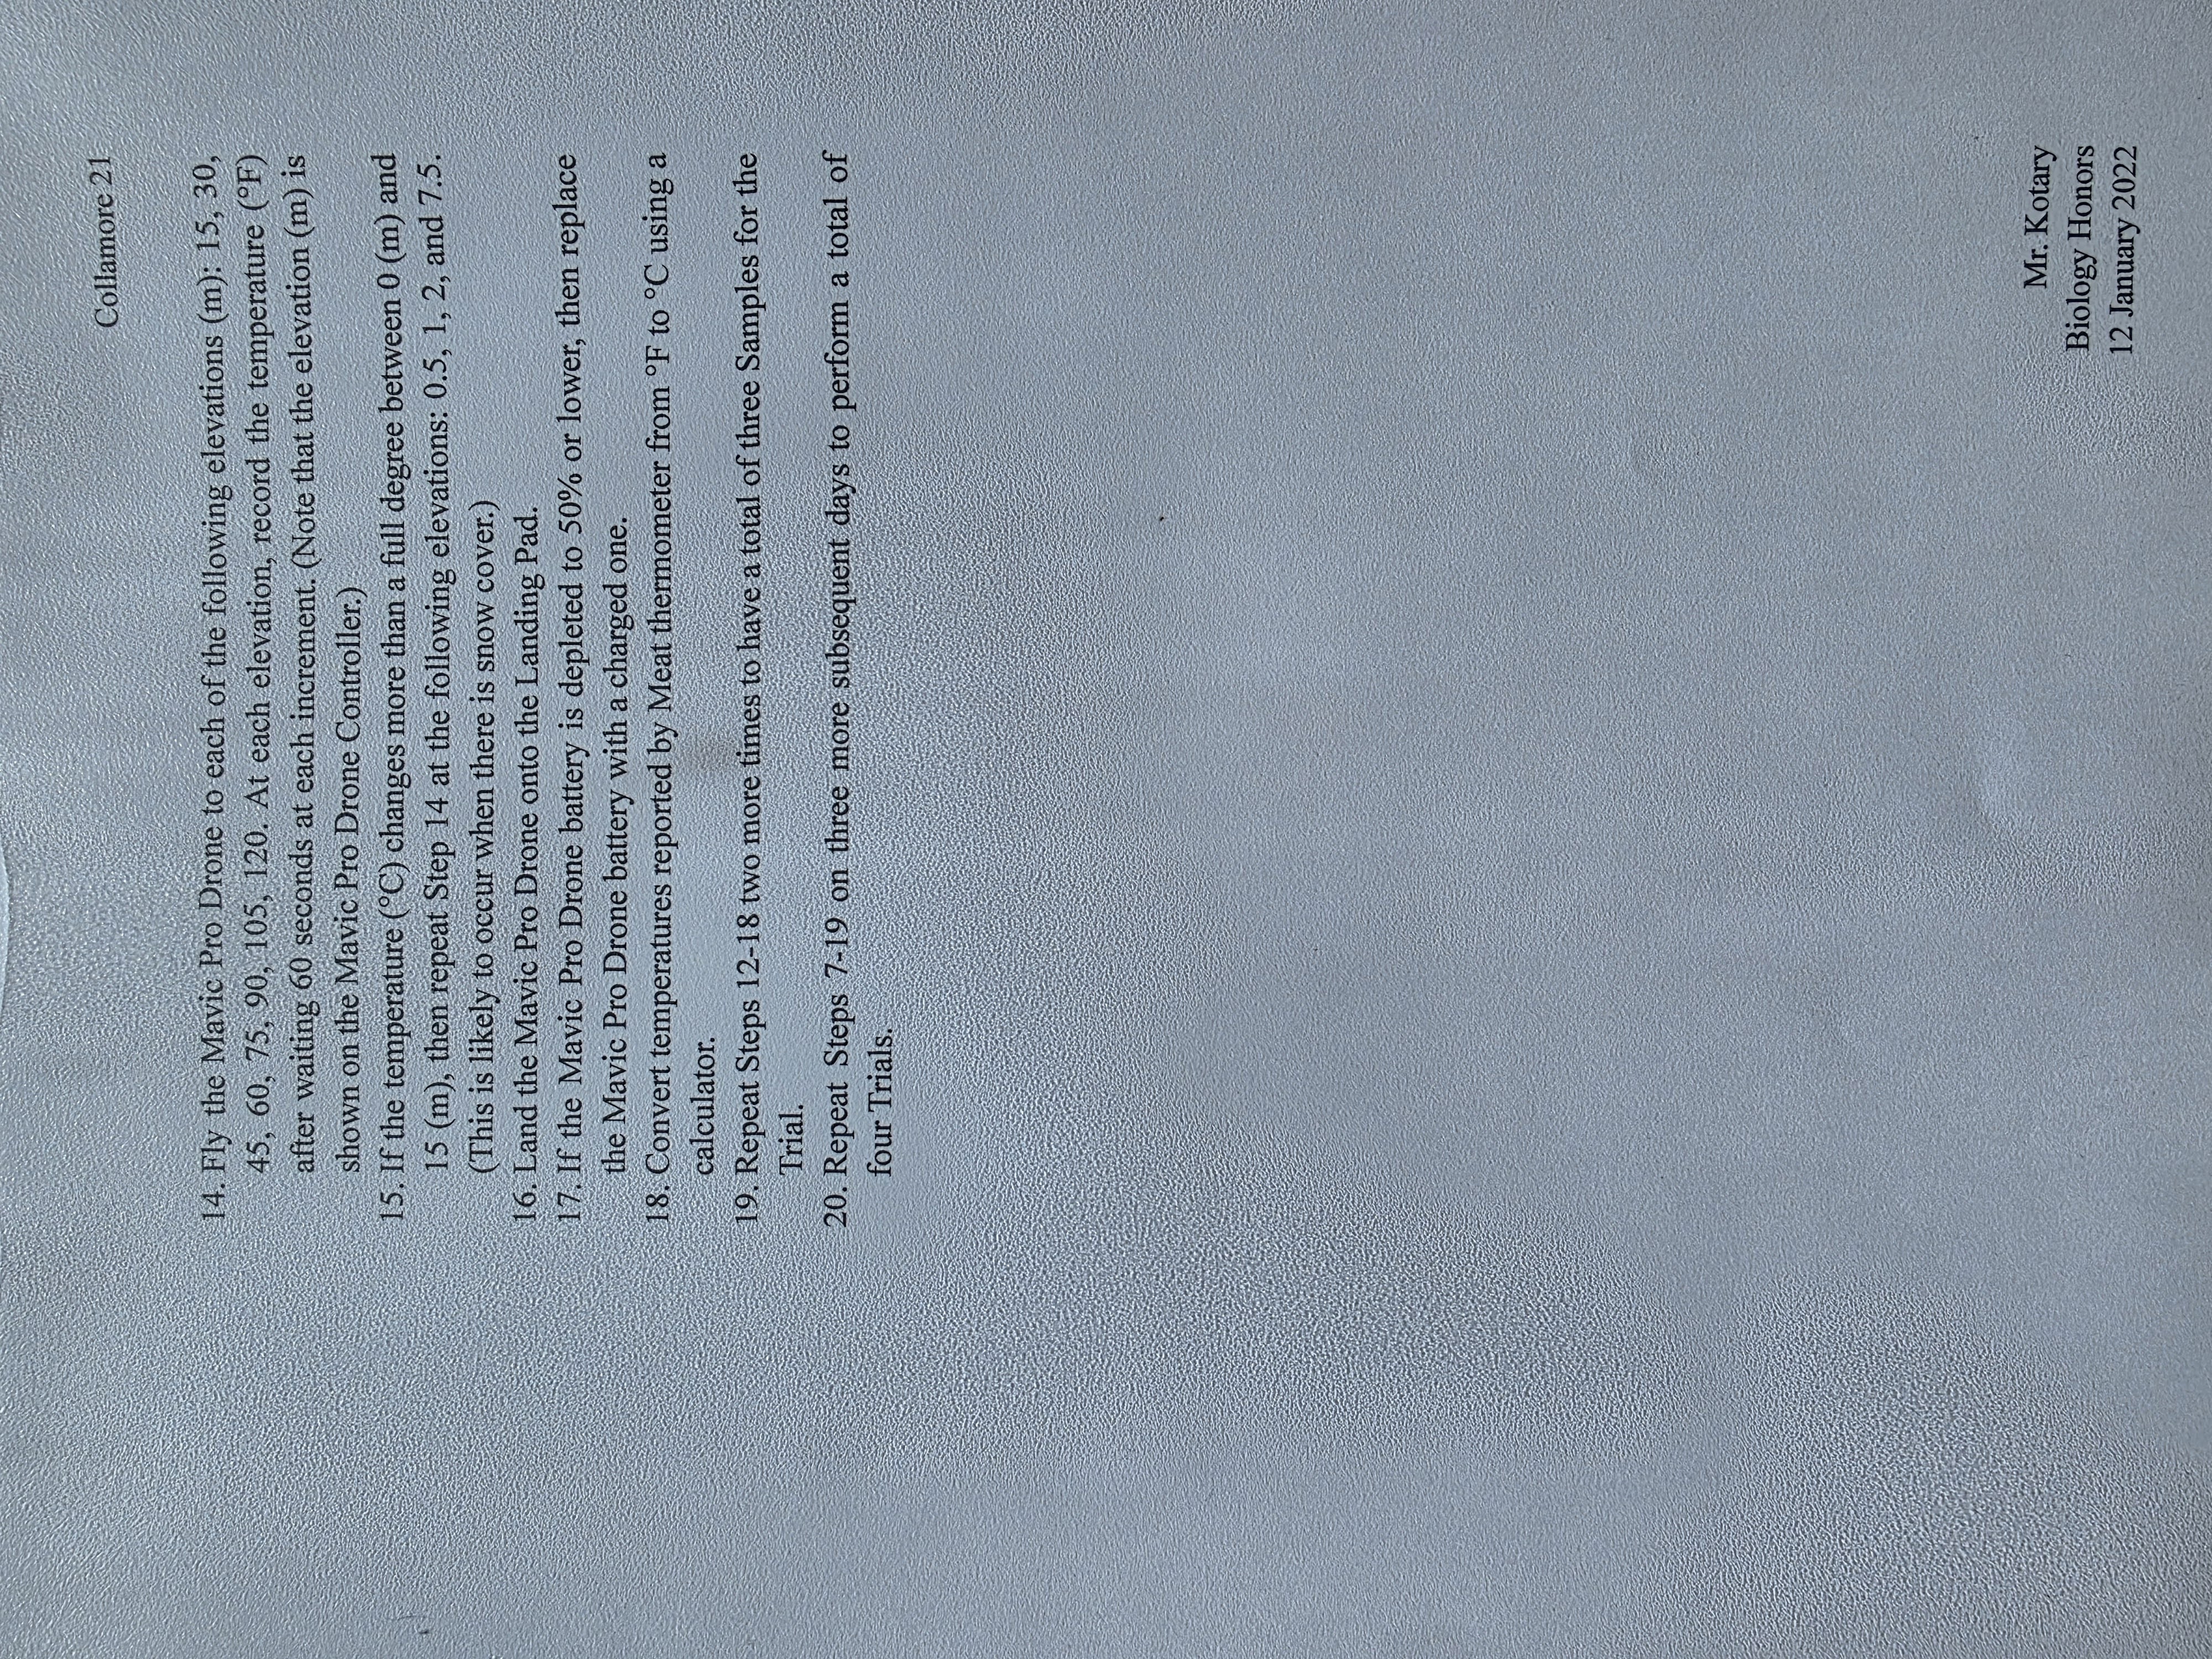 Collamore 21
14. Fly the Mavic Pro Drone to each of the following elevations (m): 15, 30,
45, 60, 75, 90, 105, 120. At each elevation, record the temperature (°F)
after waiting 60 seconds at each increment. (Note that the elevation (m) is
shown on the Mavic Pro Drone Controller.)
15. If the temperature (°C) changes more than a full degree between 0 (m) and
15 (m), then repeat Step 14 at the following elevations: 0.5, 1, 2, and 7.5.
(This is likely to occur when there is snow cover.)
16. Land the Mavic Pro Drone onto the Landing Pad.
17. If the Mavic Pro Drone battery is depleted to 50% or lower, then replace
the Mavic Pro Drone battery with a charged one.
18. Convert temperatures reported by Meat thermometer from °F to °C using a
calculator.
19. Repeat Steps 12-18 two more times to have a total of three Samples for the
Trial.
20. Repeat Steps 7-19 on three more subsequent days to perform a total of
four Trials.
Mr. Kotary
Biology Honors
12 January 2022